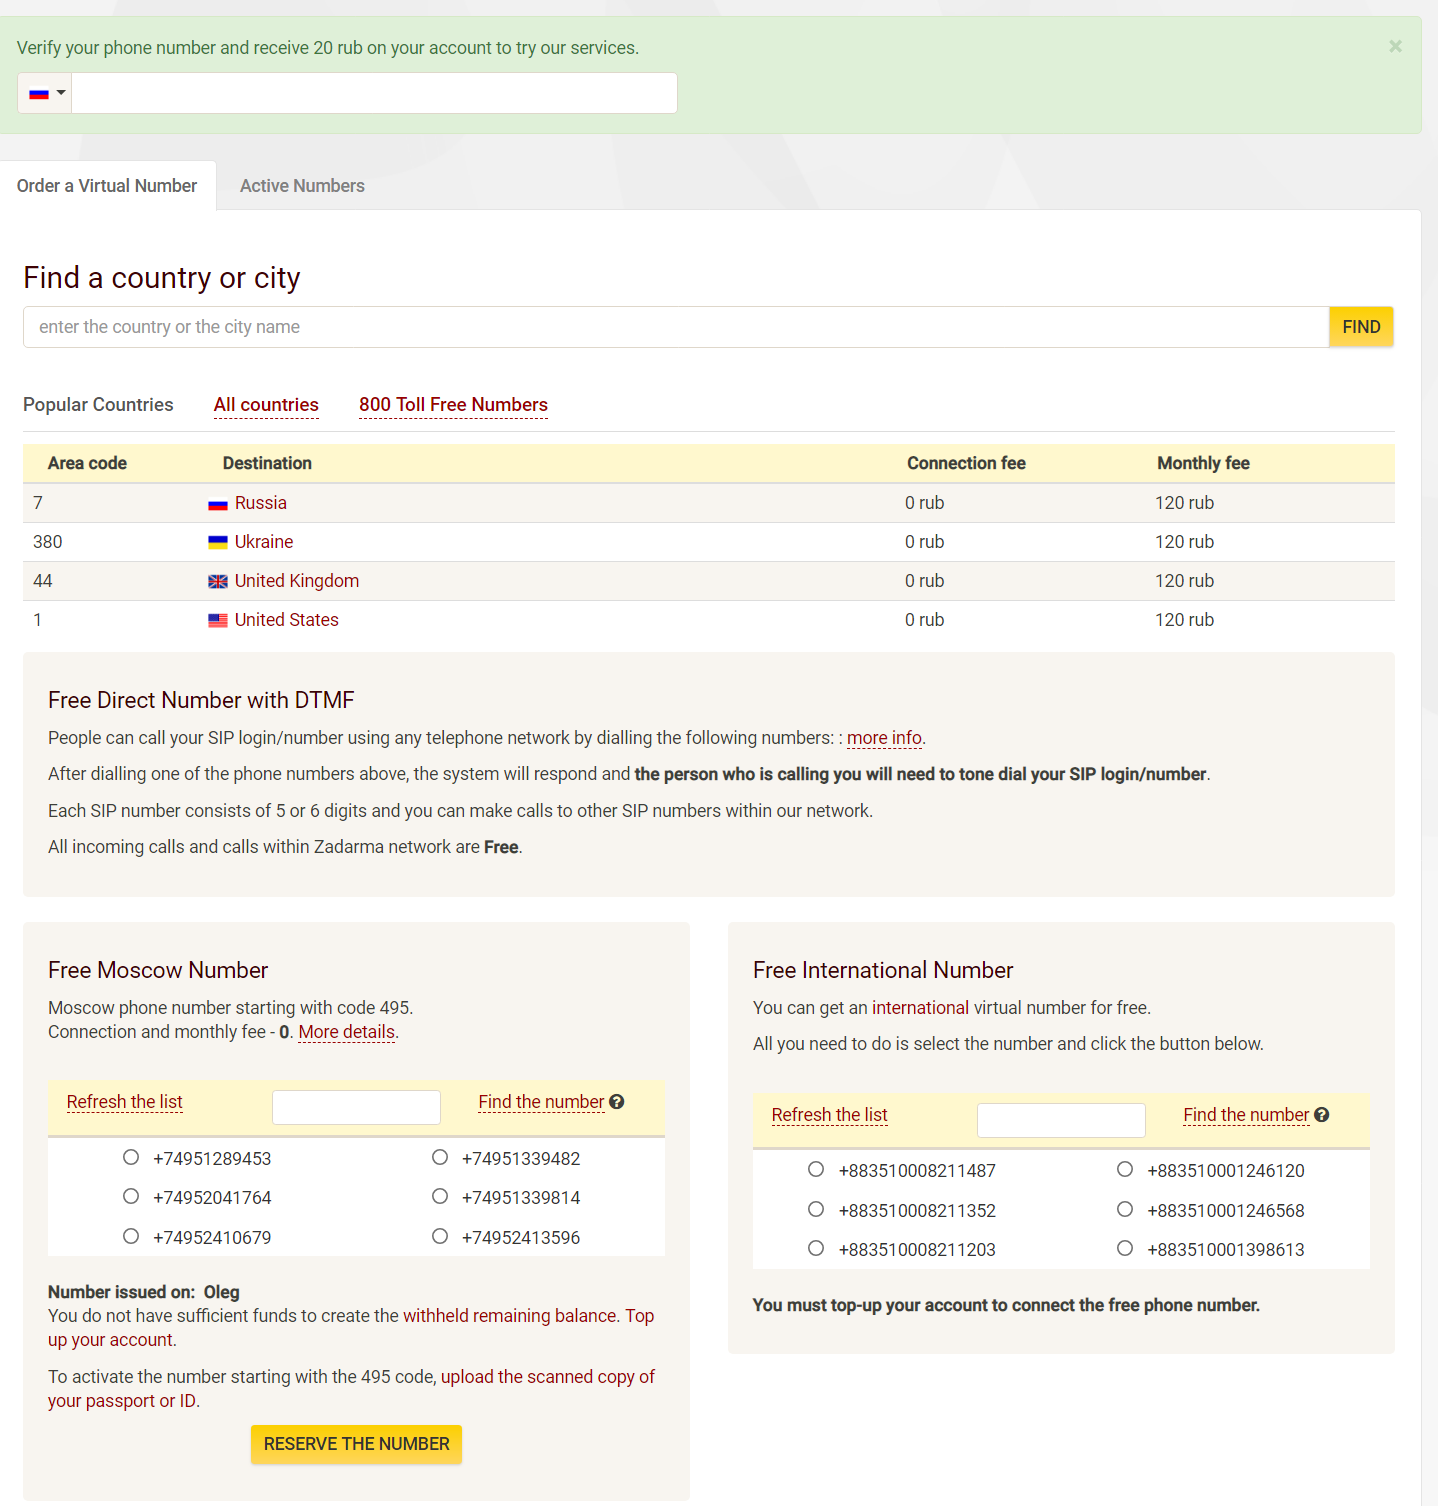 Verify your phone number and receive 20 rub on your account to try our services.
×
Order a Virtual Number
Active Numbers
Find a country or city
enter the country or the city name
FIND
Popular Countries
All countries
800 Toll Free Numbers
Area code Destination Connection fee Monthly fee
7 Russia 0 rub 120 rub
380 Ukraine 0 rub 120 rub
44 United Kingdom 0 rub 120 rub
1 United States 0 rub 120 rub
Free Direct Number with DTMF
People can call your SIP login/number using any telephone network by dialling the following numbers: : more info.
After dialling one of the phone numbers above, the system will respond and the person who is calling you will need to tone dial your SIP login/number.
Each SIP number consists of 5 or 6 digits and you can make calls to other SIP numbers within our network.
All incoming calls and calls within Zadarma network are Free.
Free Moscow Number
Moscow phone number starting with code 495.
Connection and monthly fee - 0. More details.
Refresh the list
Find the number ?
+74951289453 +74951339482
+74952041764 +74951339814
+74952410679 +74952413596
Number issued on: Oleg
You do not have sufficient funds to create the withheld remaining balance. Top
up your account.
To activate the number starting with the 495 code, upload the scanned copy of
your passport or ID.
RESERVE THE NUMBER
Free International Number
You can get an international virtual number for free.
All you need to do is select the number and click the button below.
Refresh the list
Find the number ?
+883510008211487 +883510001246120
+883510008211352 +883510001246568
+883510008211203 +883510001398613
You must top-up your account to connect the free phone number.